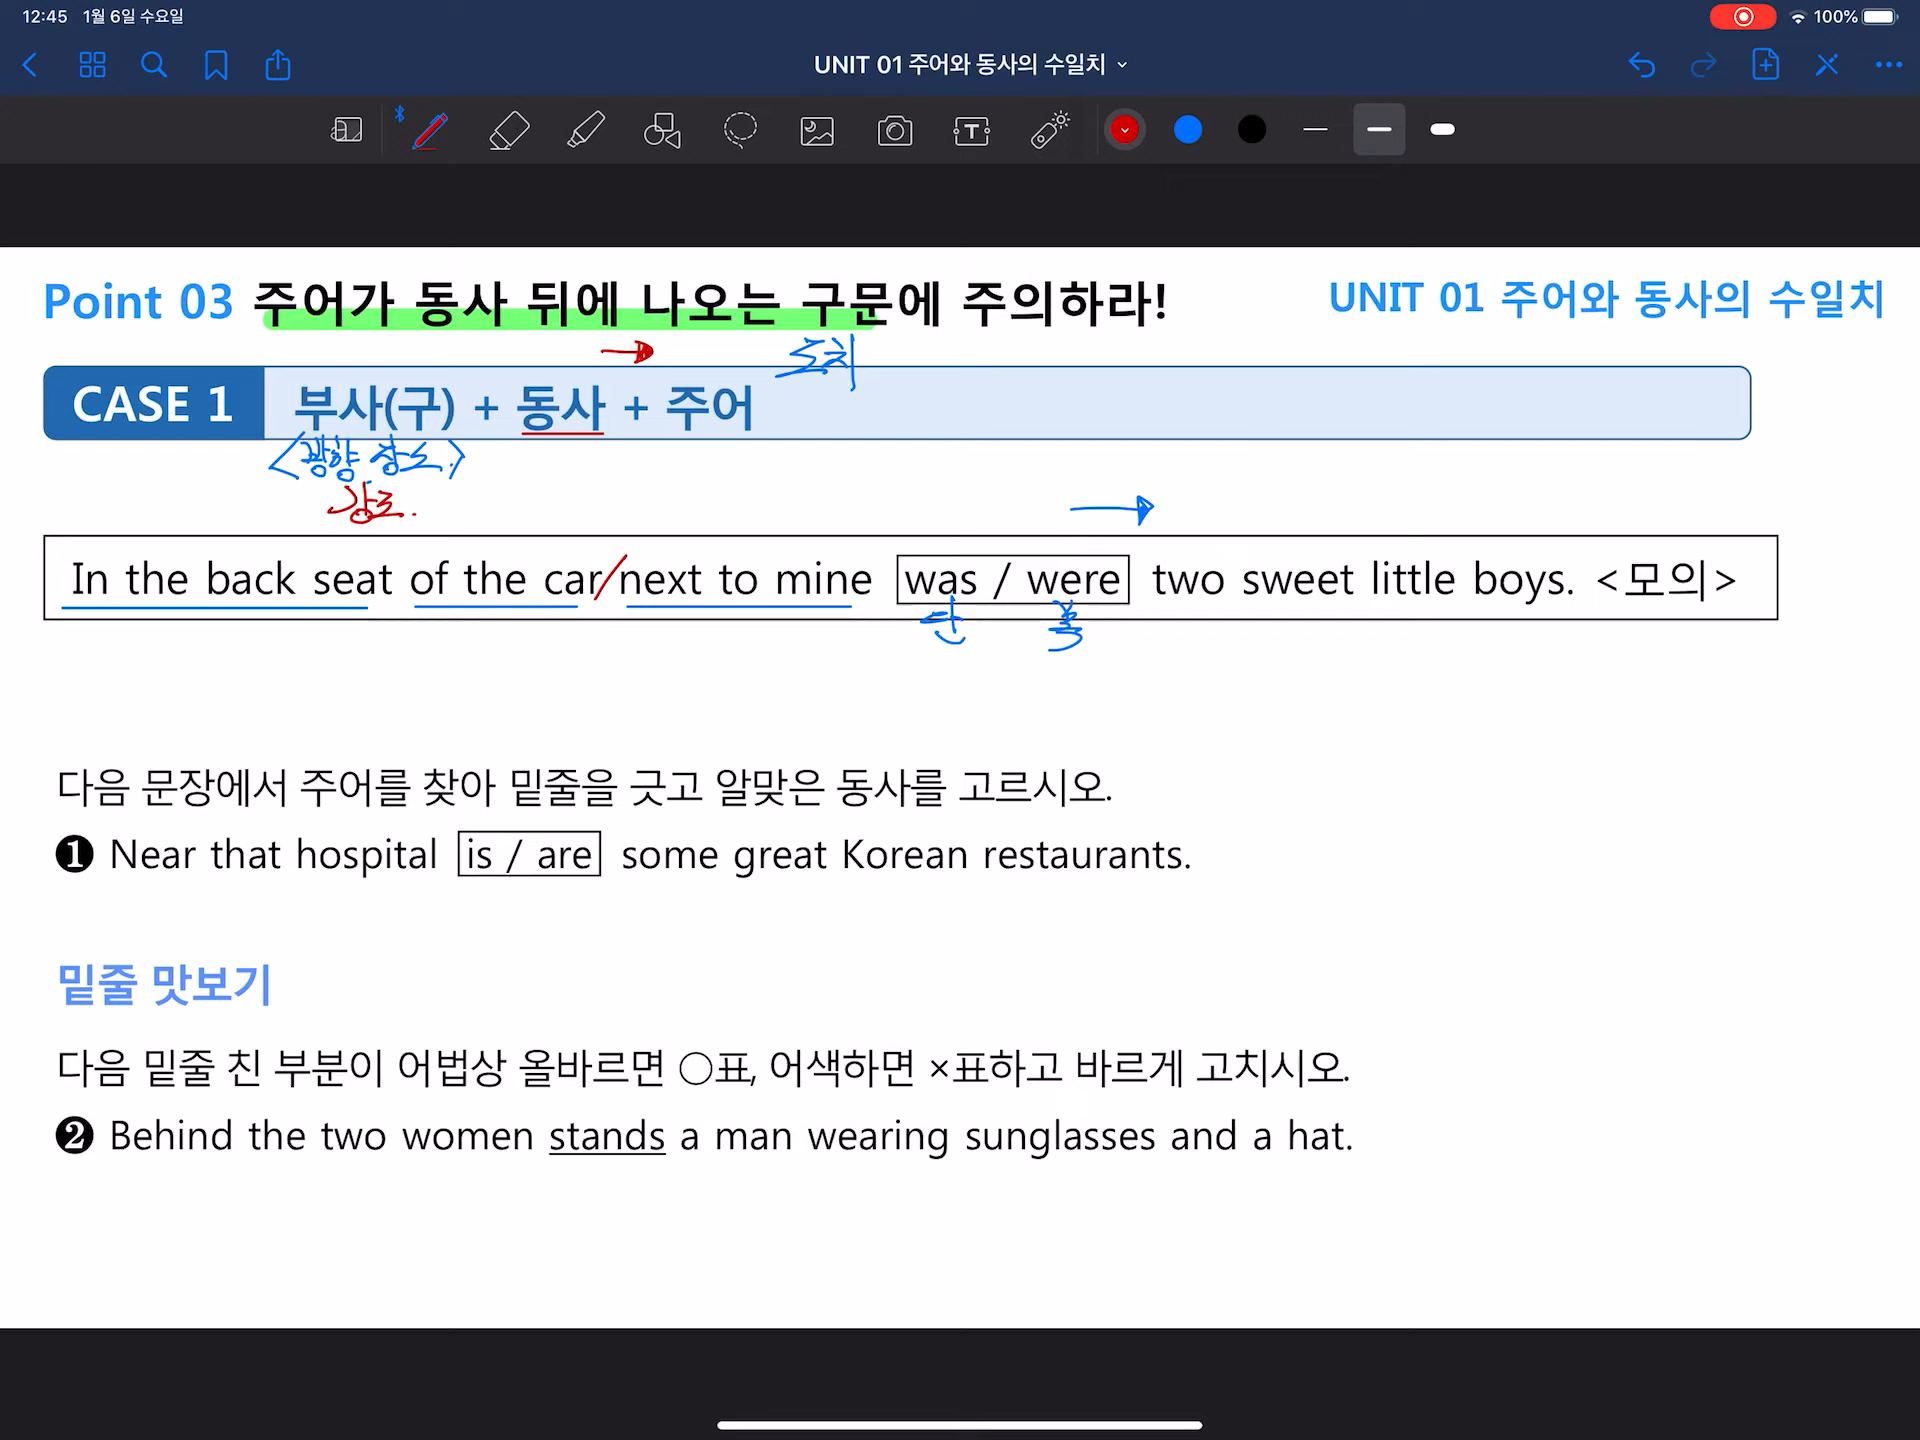 12:45 1월 6일 수요일
100%
UNIT 01 주어와 동사의 수일치
Point 03 주어가 동사 뒤에 나오는 구문에 주의하라!
UNIT 01 주어와 동사의 수일치
도치
CASE 1 부사(구) + 동사 + 주어
<방향 장소.>
강조.
In the back seat of the car/next to mine was / were two sweet little boys. <모의>
단 복
다음 문장에서 주어를 찾아 밑줄을 긋고 알맞은 동사를 고르시오.
❶ Near that hospital is / are some great Korean restaurants.
밑줄 맛보기
다음 밑줄 친 부분이 어법상 올바르면 ○표, 어색하면 ×표하고 바르게 고치시오.
❷ Behind the two women stands a man wearing sunglasses and a hat.